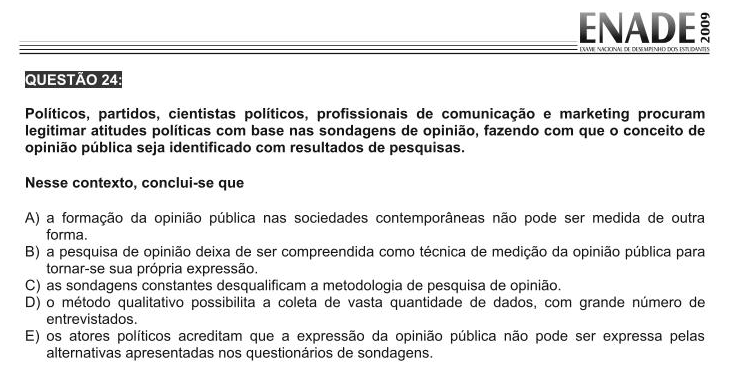 ENADE 2009
EXAME NACIONAL DE DESEMPENHO DOS ESTUDANTES
QUESTÃO 24:
Políticos, partidos, cientistas políticos, profissionais de comunicação e marketing procuram
legitimar atitudes políticas com base nas sondagens de opinião, fazendo com que o conceito de
opinião pública seja identificado com resultados de pesquisas.
Nesse contexto, conclui-se que
A) a formação da opinião pública nas sociedades contemporâneas não pode ser medida de outra
forma.
B) a pesquisa de opinião deixa de ser compreendida como técnica de medição da opinião pública para
tornar-se sua própria expressão.
C) as sondagens constantes desqualificam a metodologia de pesquisa de opinião.
D) o método qualitativo possibilita a coleta de vasta quantidade de dados, com grande número de
entrevistados.
E) os atores políticos acreditam que a expressão da opinião pública não pode ser expressa pelas
alternativas apresentadas nos questionários de sondagens.